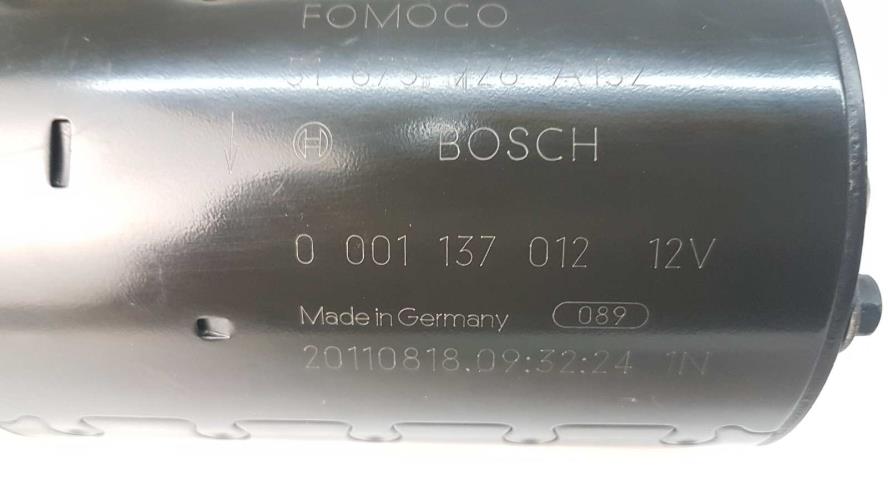 FOMOCO
BOSCH
0 001 137 012 12V
Made in Germany 089
20110818.09:32:24 1N